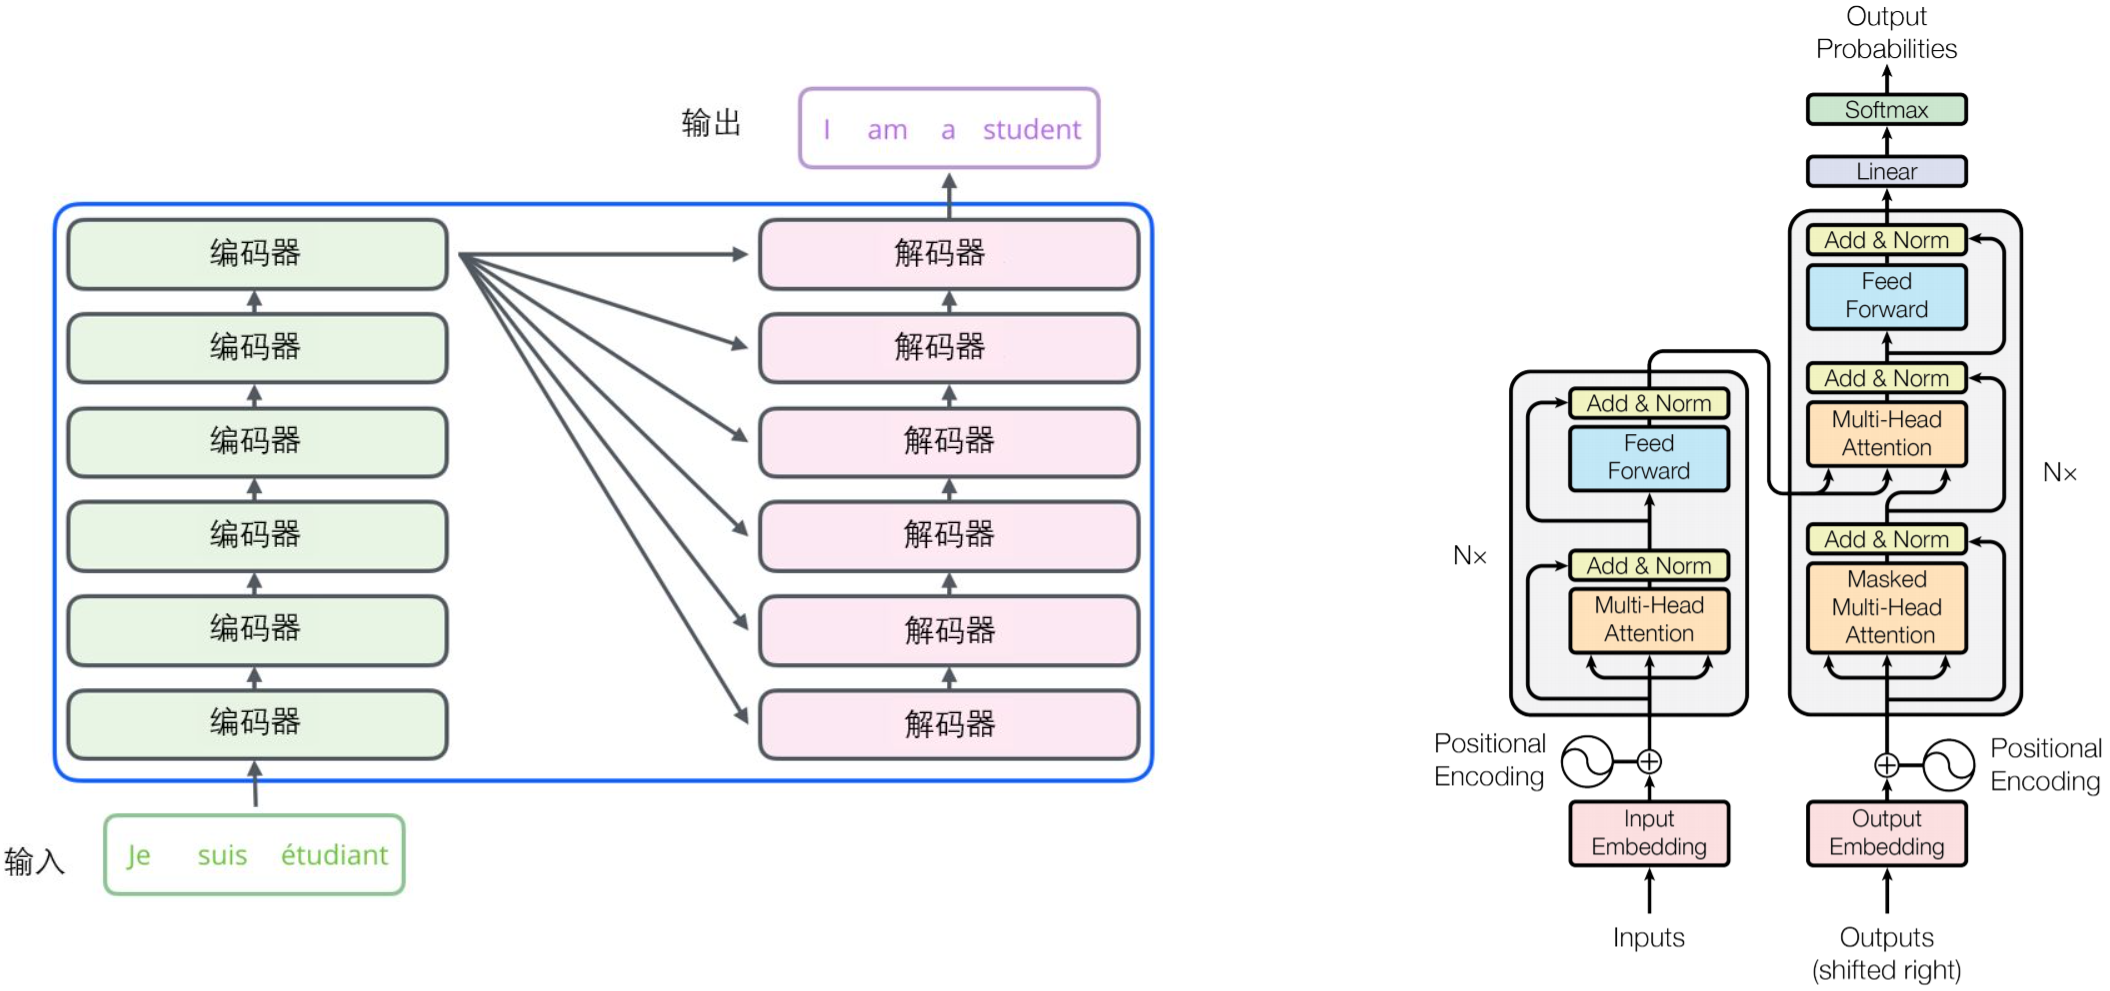 输出
I am a student
编码器
编码器
编码器
编码器
编码器
编码器
解码器
解码器
解码器
解码器
解码器
解码器
输入
Je suis étudiant
Output
Probabilities
Softmax
Linear
Add & Norm
Feed
Forward
Add & Norm
Multi-Head
Attention
Add & Norm
Masked
Multi-Head
Attention
N×
Add & Norm
Feed
Forward
Add & Norm
Multi-Head
Attention
N×
Positional
Encoding
Positional
Encoding
Input
Embedding
Output
Embedding
Inputs
Outputs
(shifted right)